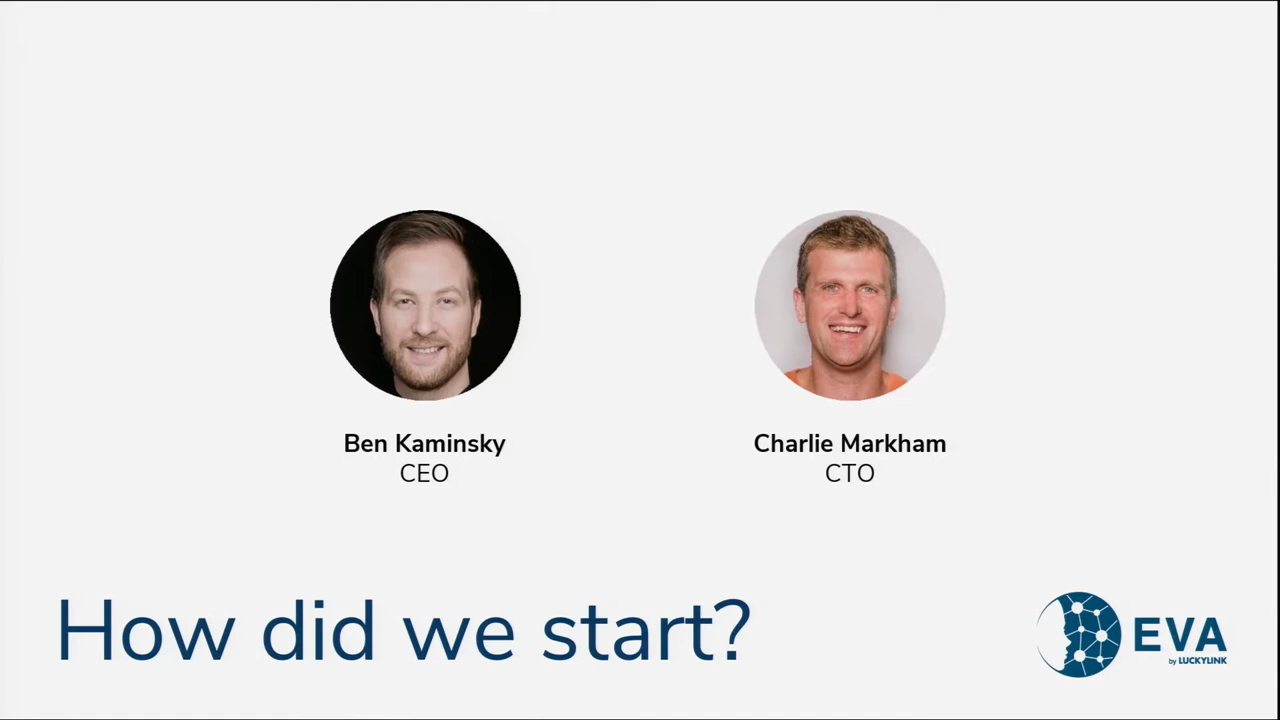 Ben Kaminsky
CEO
Charlie Markham
CTO
How did we start?
EVA
by LUCKYLINK